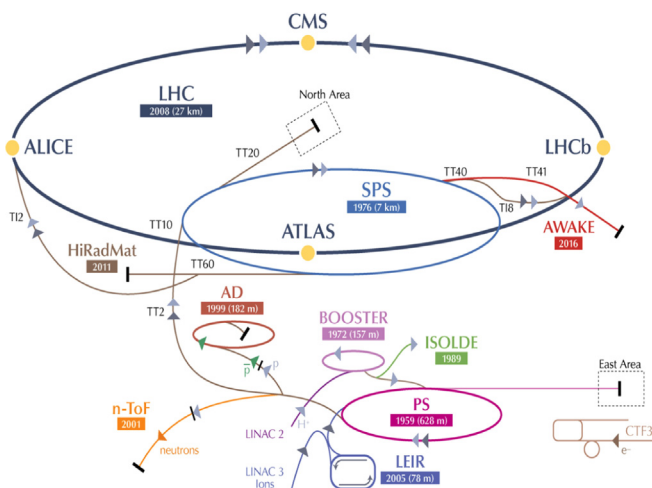 CMS
LHC
2008 (27 km)
North Area
ALICE
TT20
LHCb
TT40
TT41
SPS
1976 (7 km)
TI2
TT10
TI8
ATLAS
AWAKE
2016
HiRadMat
2011
TT60
AD
1999 (182 m)
TT2
BOOSTER
1972 (157 m)
ISOLDE
1989
p
p̅
East Area
n-ToF
2001
LINAC 2
H⁺
PS
1959 (628 m)
neutrons
CTF3
e⁻
LINAC 3
Ions
LEIR
2005 (78 m)